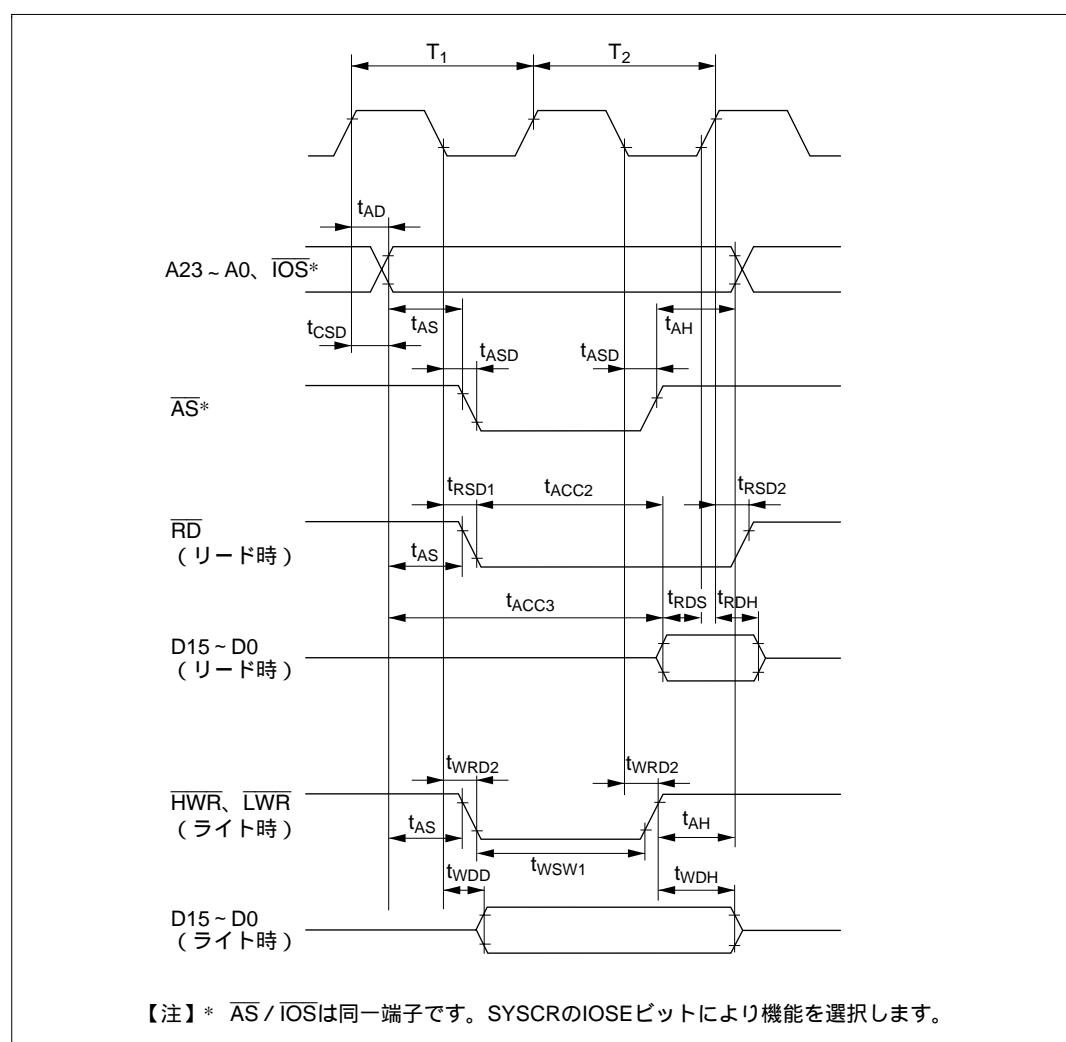 T1 T2
tAD
A23~A0、IOS*
tCSD tAS tAH
tASD tASD
AS*
tRSD1 tACC2 tRSD2
RD
(リード時)
tAS
tACC3 tRDS tRDH
D15~D0
(リード時)
tWRD2 tWRD2
HWR、LWR
(ライト時)
tAS tAH
tWSW1
tWDD tWDH
D15~D0
(ライト時)
【注】* AS / IOSは同一端子です。SYSCRのIOSEビットにより機能を選択します。